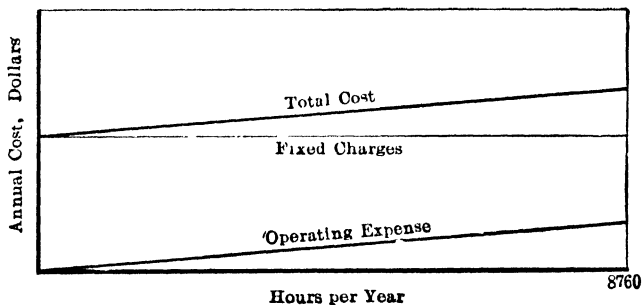 Annual Cost, Dollars
Total Cost
Fixed Charges
Operating Expense
8760
Hours per Year